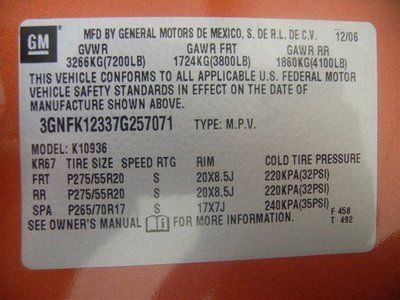 GM
MFD BY GENERAL MOTORS DE MEXICO, S. DE R.L. DE C.V. 12/06
GVWR GAWR FRT GAWR RR
3266KG(7200LB) 1724KG(3800LB) 1860KG(4100LB)
THIS VEHICLE CONFORMS TO ALL APPLICABLE U.S. FEDERAL MOTOR
VEHICLE SAFETY STANDARDS IN EFFECT ON THE DATE OF
MANUFACTURE SHOWN ABOVE.
3GNFK12337G257071 TYPE: M.P.V.
MODEL: K10936
KR67 TIRE SIZE SPEED RTG RIM COLD TIRE PRESSURE
FRT P275/55R20 S 20X8.5J 220KPA(32PSI)
RR P275/55R20 S 20X8.5J 220KPA(32PSI)
SPA P265/70R17 S 17X7J 240KPA(35PSI)
SEE OWNER'S MANUAL FOR MORE INFORMATION
F 458
T 492